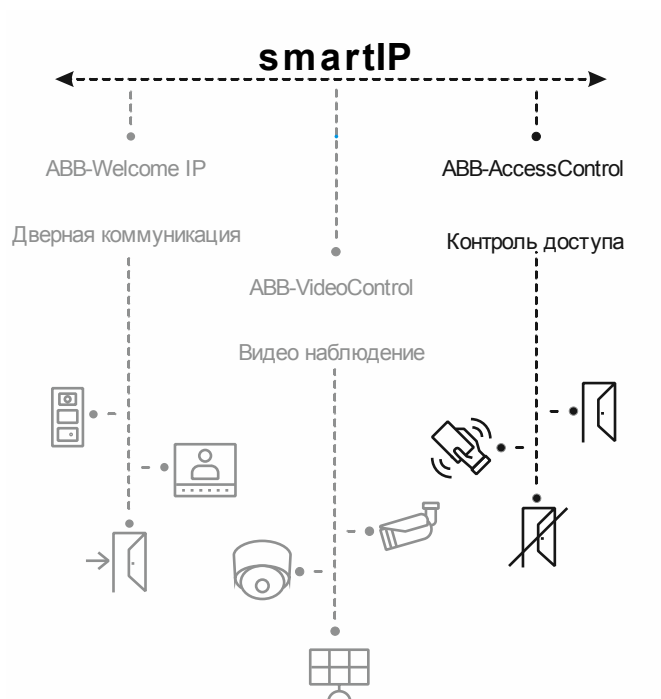 smartIP
ABB-Welcome IP
ABB-AccessControl
Дверная коммуникация
Контроль доступа
ABB-VideoControl
Видео наблюдение